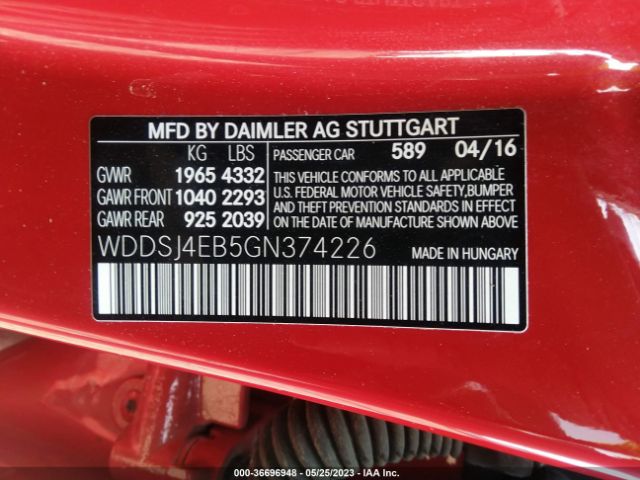 MFD BY DAIMLER AG STUTTGART
KG LBS
GVWR 1965 4332
GAWR FRONT 1040 2293
GAWR REAR 925 2039
PASSENGER CAR 589 04/16
THIS VEHICLE CONFORMS TO ALL APPLICABLE
U.S. FEDERAL MOTOR VEHICLE SAFETY,BUMPER
AND THEFT PREVENTION STANDARDS IN EFFECT
ON THE DATE OF MANUFACTURE SHOWN ABOVE
WDDSJ4EB5GN374226 MADE IN HUNGARY
000-36696948 - 05/25/2023 - IAA Inc.